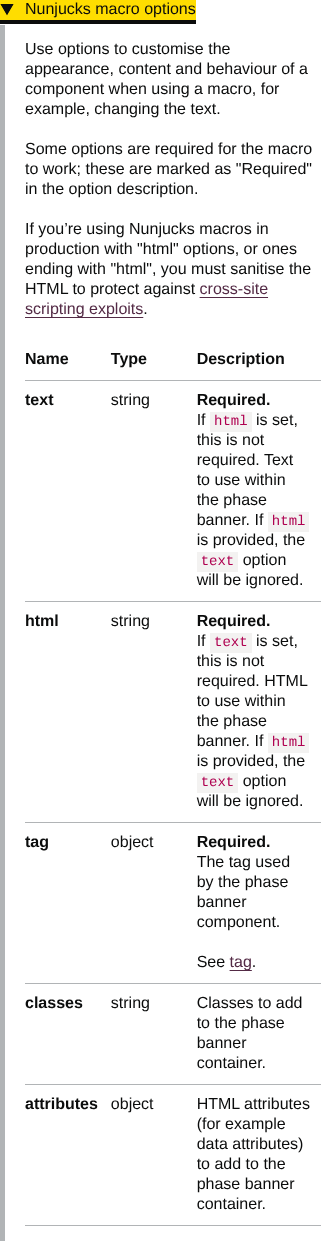 ▼ Nunjucks macro options
Use options to customise the
appearance, content and behaviour of a
component when using a macro, for
example, changing the text.
Some options are required for the macro
to work; these are marked as "Required"
in the option description.
If you’re using Nunjucks macros in
production with "html" options, or ones
ending with "html", you must sanitise the
HTML to protect against cross-site
scripting exploits.
Name Type Description
text string Required.
If html is set,
this is not
required. Text
to use within
the phase
banner. If html
is provided, the
text option
will be ignored.
html string Required.
If text is set,
this is not
required. HTML
to use within
the phase
banner. If html
is provided, the
text option
will be ignored.
tag object Required.
The tag used
by the phase
banner
component.
See tag.
classes string Classes to add
to the phase
banner
container.
attributes object HTML attributes
(for example
data attributes)
to add to the
phase banner
container.